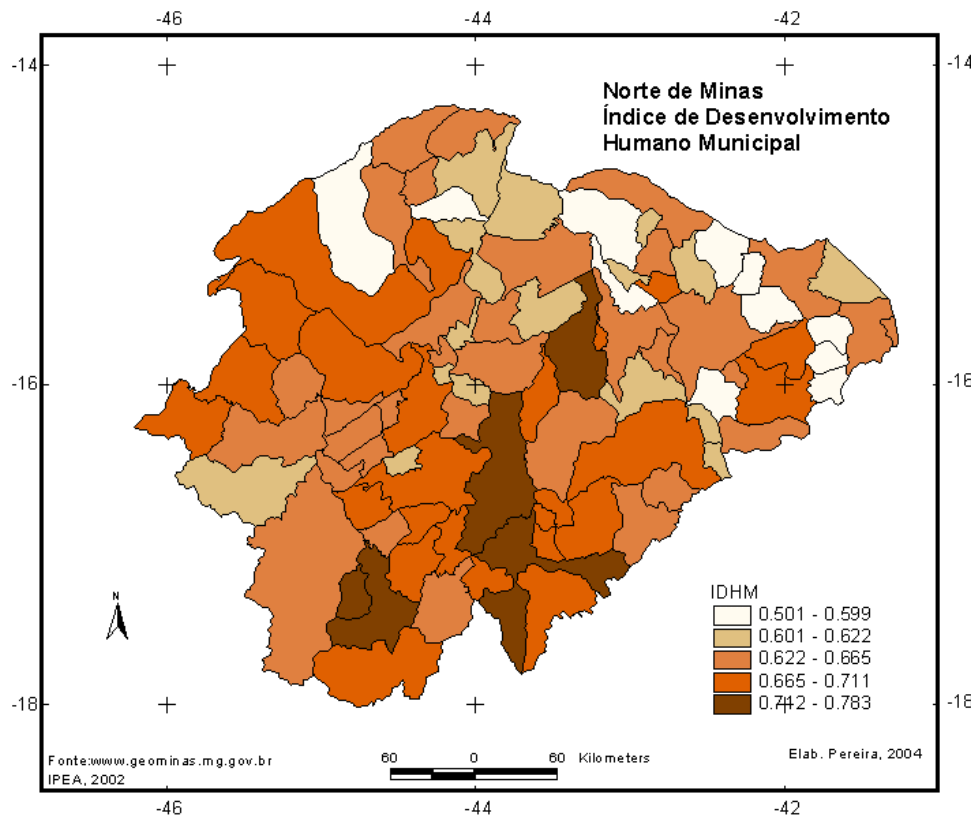 -46 -44 -42
-14 -14
Norte de Minas
Índice de Desenvolvimento
Humano Municipal
-16 -16
IDHM
0.501 - 0.599
0.601 - 0.622
0.622 - 0.665
0.665 - 0.711
0.742 - 0.783
-18 -18
Fonte:www.geominas.mg.gov.br
IPEA, 2002
60 0 60 Kilometers
Elab. Pereira, 2004
-46 -44 -42